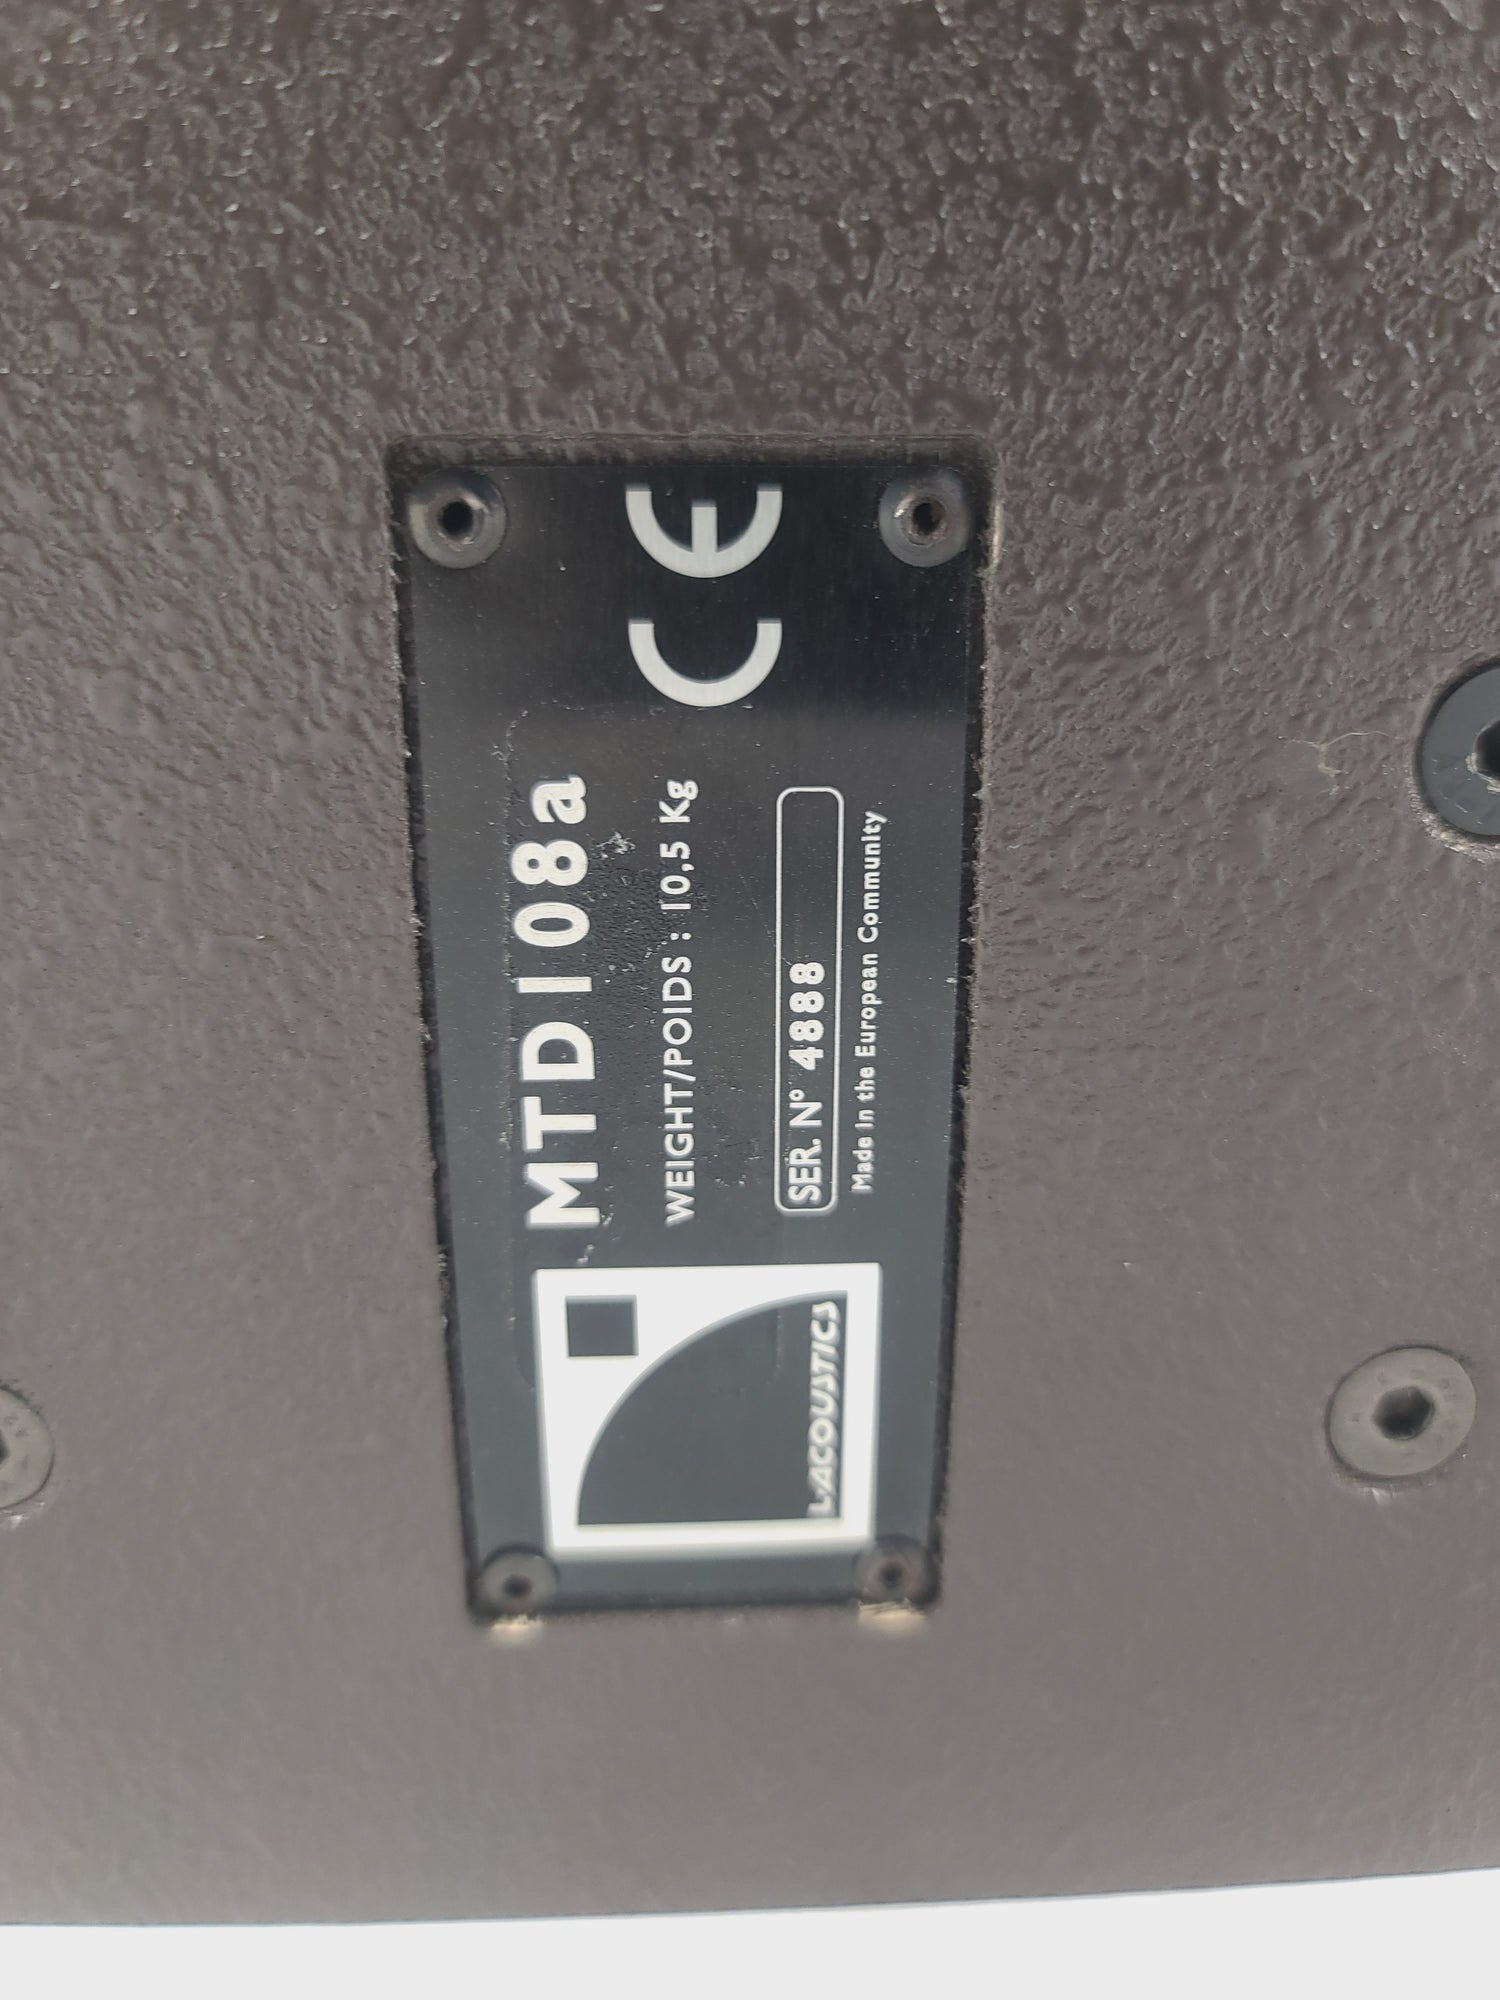 MTD108a
WEIGHT/POIDS : 10,5 Kg
CE
SER. N° 4888
Made in the European Community
L-ACOUSTICS